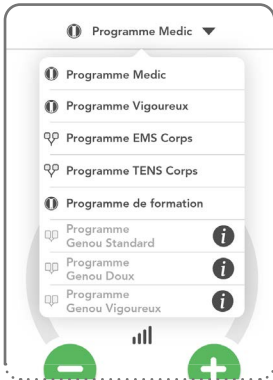 Programme Medic
Programme Medic
Programme Vigoureux
Programme EMS Corps
Programme TENS Corps
Programme de formation
Programme
Genou Standard
Programme
Genou Doux
Programme
Genou Vigoureux